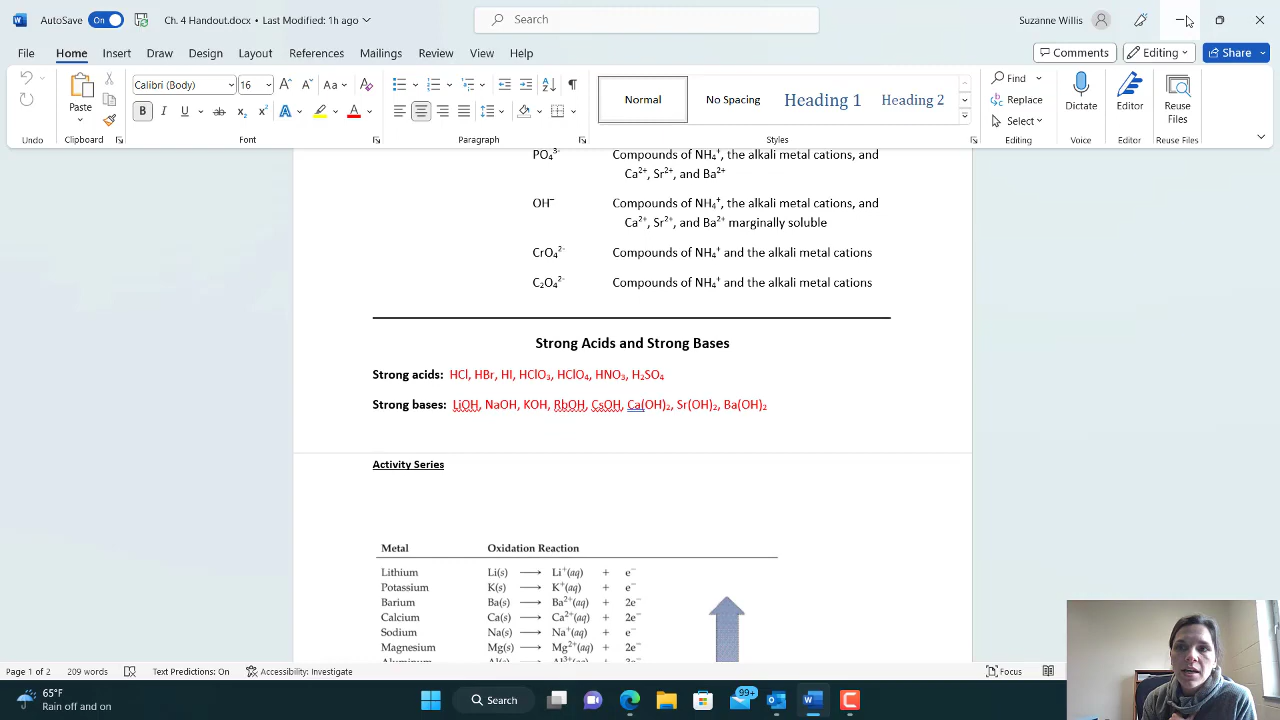 AutoSave On Red out.docx • Last Modified: 1h ago Search Suzanne Willis
File Home Insert Draw Design Layout References Mailings Review View Help Comments Editing Share
Calibri (Body) 16 Find
Paste Normal No Spacing Heading 1 Heading 2 Replace Dictate Editor Reuse Files
B I U Select
Undo Clipboard Font Paragraph Styles Editing Voice Editor Reuse Files
PO₄³⁻ Compounds of NH₄⁺, the alkali metal cations, and
Ca²⁺, Sr²⁺, and Ba²⁺
OH⁻ Compounds of NH₄⁺, the alkali metal cations, and
Ca²⁺, Sr²⁺, and Ba²⁺ marginally soluble
CrO₄²⁻ Compounds of NH₄⁺ and the alkali metal cations
C₂O₄²⁻ Compounds of NH₄⁺ and the alkali metal cations
Strong Acids and Strong Bases
Strong acids: HCl, HBr, HI, HClO₃, HClO₄, HNO₃, H₂SO₄
Strong bases: LiOH, NaOH, KOH, RbOH, CsOH, Ca(OH)₂, Sr(OH)₂, Ba(OH)₂
Activity Series
Metal Oxidation Reaction
Lithium Li(s) ⟶ Li⁺(aq) + e⁻
Potassium K(s) ⟶ K⁺(aq) + e⁻
Barium Ba(s) ⟶ Ba²⁺(aq) + 2e⁻
Calcium Ca(s) ⟶ Ca²⁺(aq) + 2e⁻
Sodium Na(s) ⟶ Na⁺(aq) + e⁻
Magnesium Mg(s) ⟶ Mg²⁺(aq) + 2e⁻
Page 1 of 2 209 words Text Predictions: On Accessibility: Investigate Focus
65°F
Rain off and on
Search
99+